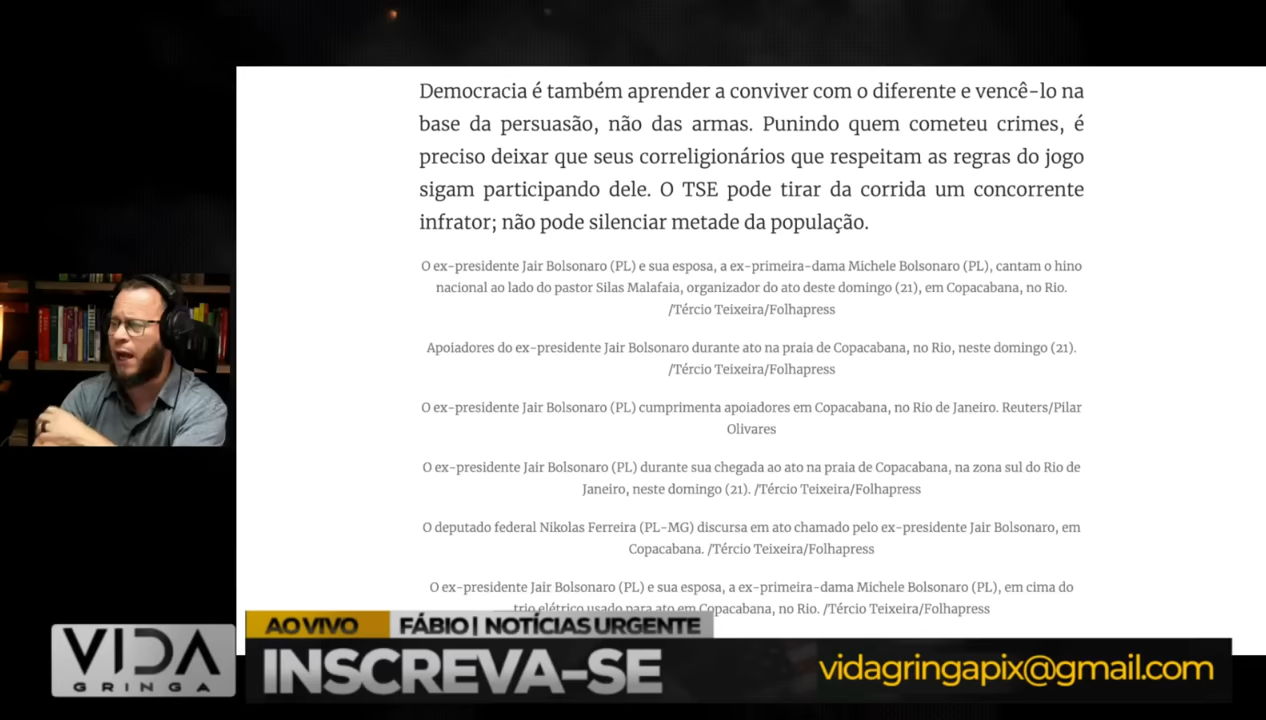 Democracia é também aprender a conviver com o diferente e vencê-lo na
base da persuasão, não das armas. Punindo quem cometeu crimes, é
preciso deixar que seus correligionários que respeitam as regras do jogo
sigam participando dele. O TSE pode tirar da corrida um concorrente
infrator; não pode silenciar metade da população.
O ex-presidente Jair Bolsonaro (PL) e sua esposa, a ex-primeira-dama Michele Bolsonaro (PL), cantam o hino
nacional ao lado do pastor Silas Malafaia, organizador do ato deste domingo (21), em Copacabana, no Rio.
/Tércio Teixeira/Folhapress
Apoiadores do ex-presidente Jair Bolsonaro durante ato na praia de Copacabana, no Rio, neste domingo (21).
/Tércio Teixeira/Folhapress
O ex-presidente Jair Bolsonaro (PL) cumprimenta apoiadores em Copacabana, no Rio de Janeiro. Reuters/Pilar
Olivares
O ex-presidente Jair Bolsonaro (PL) durante sua chegada ao ato na praia de Copacabana, na zona sul do Rio de
Janeiro, neste domingo (21). /Tércio Teixeira/Folhapress
O deputado federal Nikolas Ferreira (PL-MG) discursa em ato chamado pelo ex-presidente Jair Bolsonaro, em
Copacabana. /Tércio Teixeira/Folhapress
O ex-presidente Jair Bolsonaro (PL) e sua esposa, a ex-primeira-dama Michele Bolsonaro (PL), em cima do
trio elétrico usado para ato em Copacabana, no Rio. /Tércio Teixeira/Folhapress
AO VIVO FÁBIO | NOTÍCIAS URGENTE
VIDA
GRINGA
INSCREVA-SE
vidagringapix@gmail.com